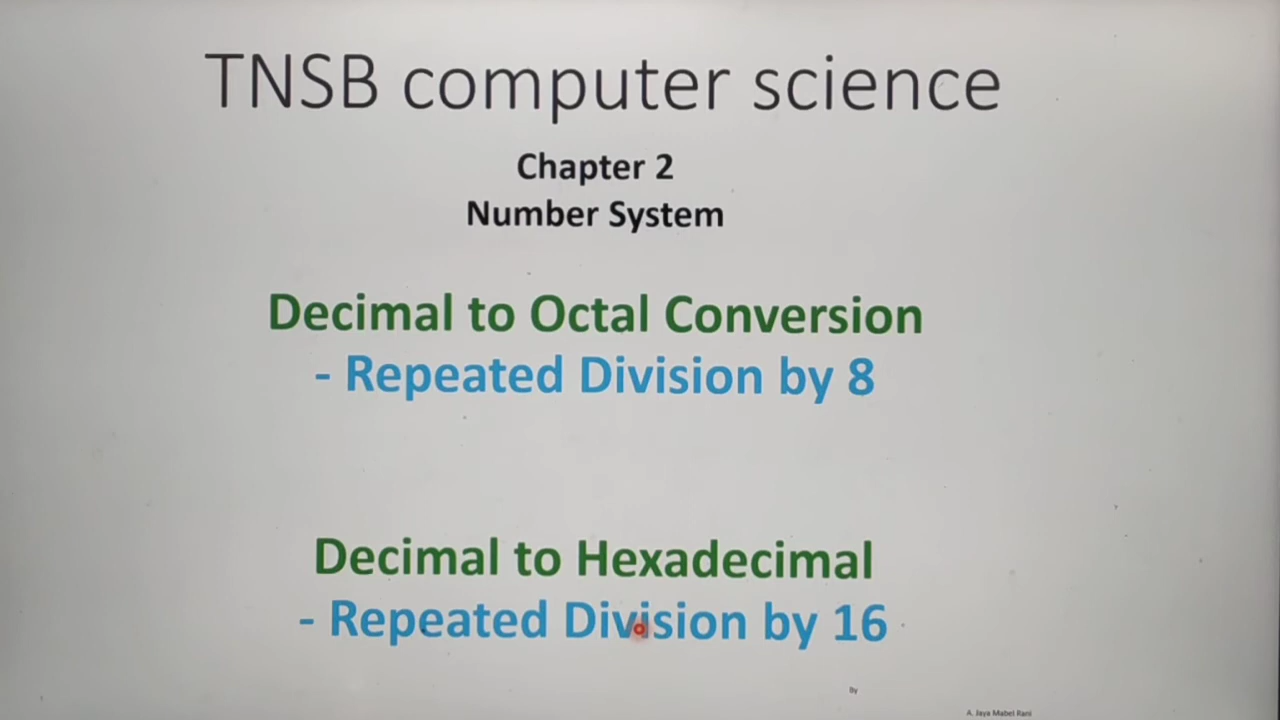 TNSB computer science
Chapter 2
Number System
Decimal to Octal Conversion
- Repeated Division by 8
Decimal to Hexadecimal
- Repeated Division by 16
By
A. Jaya Mabel Rani